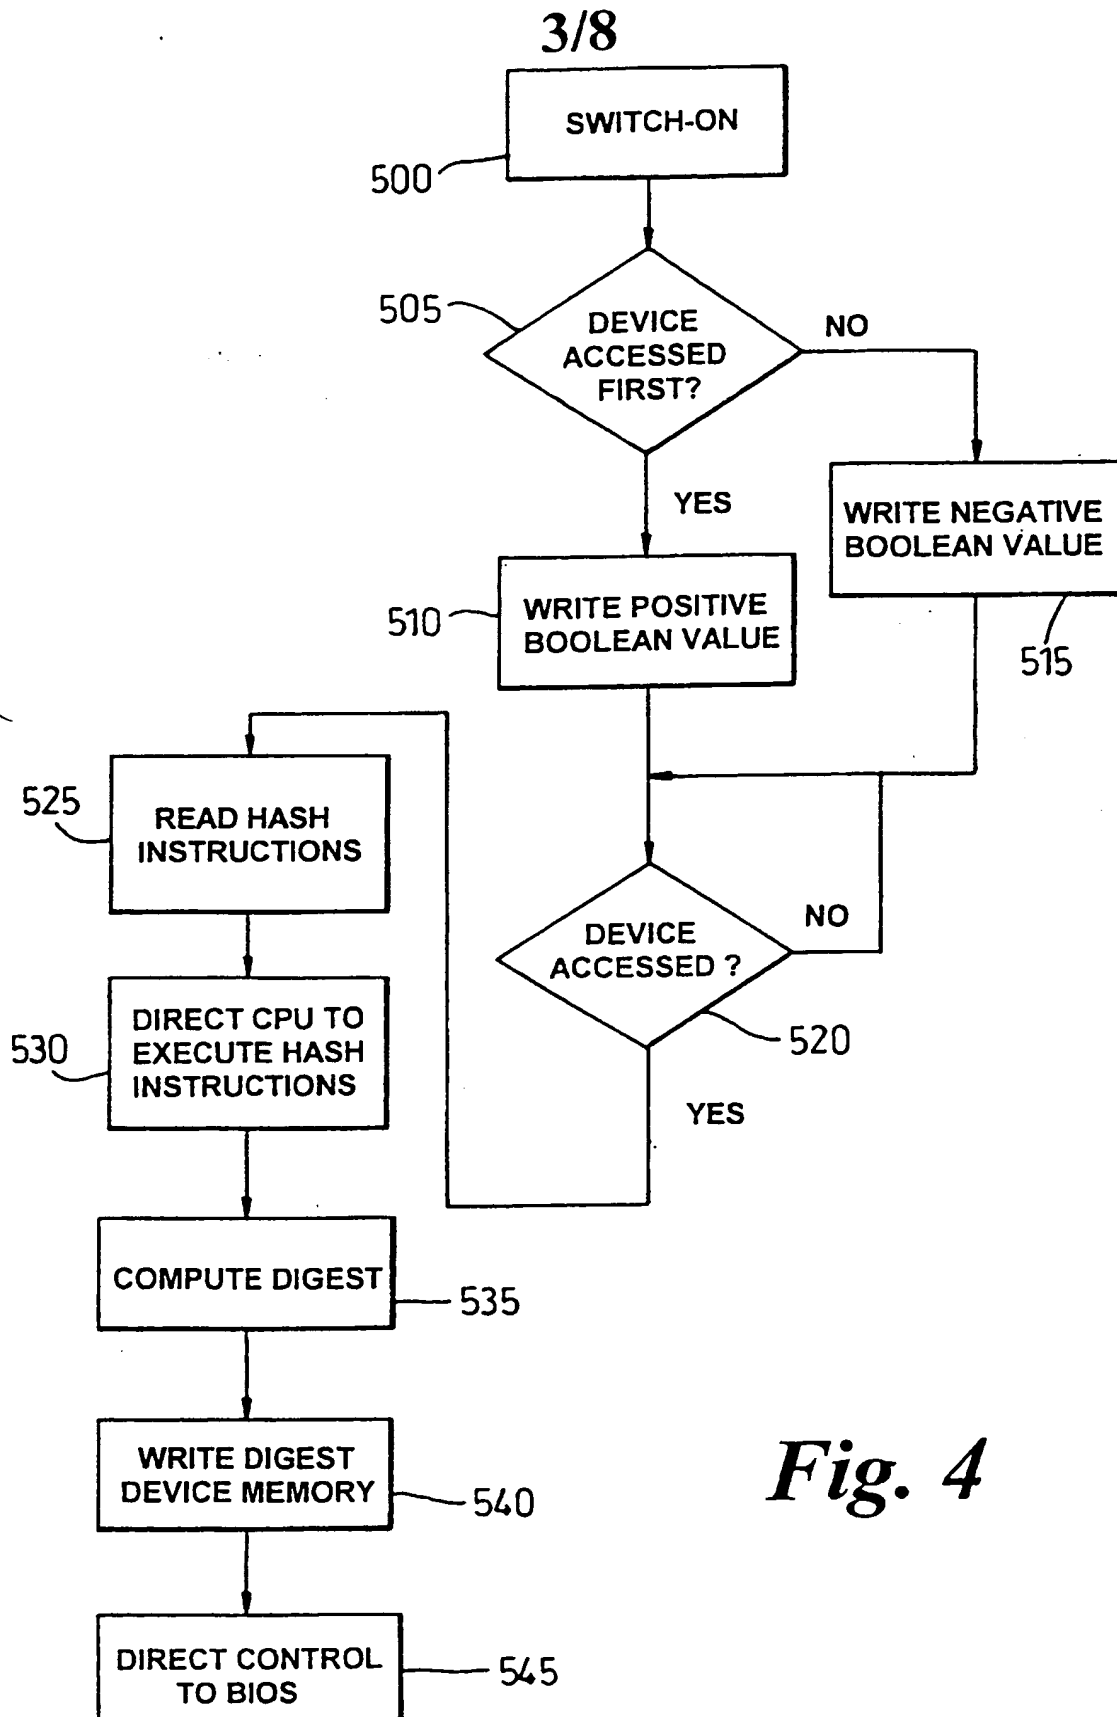 3/8
SWITCH-ON
500
505
DEVICE
ACCESSED
FIRST?
NO
YES
WRITE NEGATIVE
BOOLEAN VALUE
515
510
WRITE POSITIVE
BOOLEAN VALUE
525
READ HASH
INSTRUCTIONS
DEVICE
ACCESSED ?
NO
520
YES
530
DIRECT CPU TO
EXECUTE HASH
INSTRUCTIONS
COMPUTE DIGEST
535
WRITE DIGEST
DEVICE MEMORY
540
Fig. 4
DIRECT CONTROL
TO BIOS
545